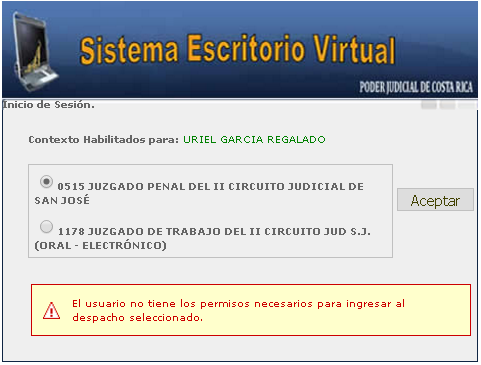 Sistema Escritorio Virtual
PODER JUDICIAL DE COSTA RICA
Inicio de Sesión.
Contexto Habilitados para: URIEL GARCIA REGALADO
0515 JUZGADO PENAL DEL II CIRCUITO JUDICIAL DE
SAN JOSÉ
Aceptar
1178 JUZGADO DE TRABAJO DEL II CIRCUITO JUD S.J.
(ORAL - ELECTRÓNICO)
El usuario no tiene los permisos necesarios para ingresar al
despacho seleccionado.